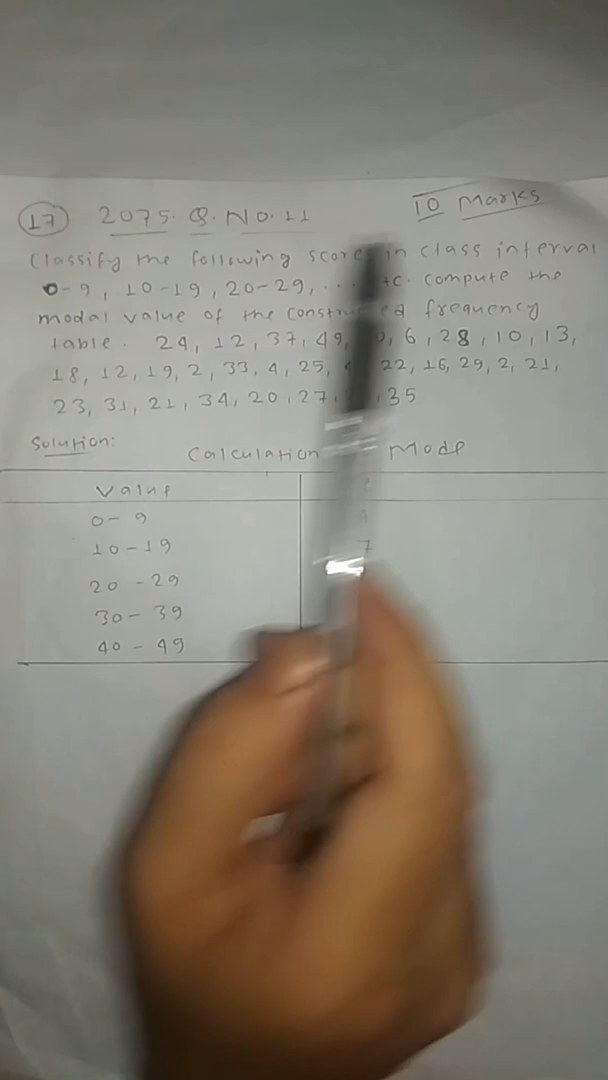 17 2075. Q. No. 11 10 Marks
Classify the following scores in class interval
0-9, 10-19, 20-29, ... etc. compute the
modal value of the constructed frequency
table. 24, 12, 37, 49, 6, 28, 10, 13,
18, 12, 19, 2, 33, 4, 25, 22, 16, 29, 2, 21,
23, 31, 21, 34, 20, 27, 35
Solution:
Calculation Mode
Value
0-9
10-19 7
20-29
30-39
40-49